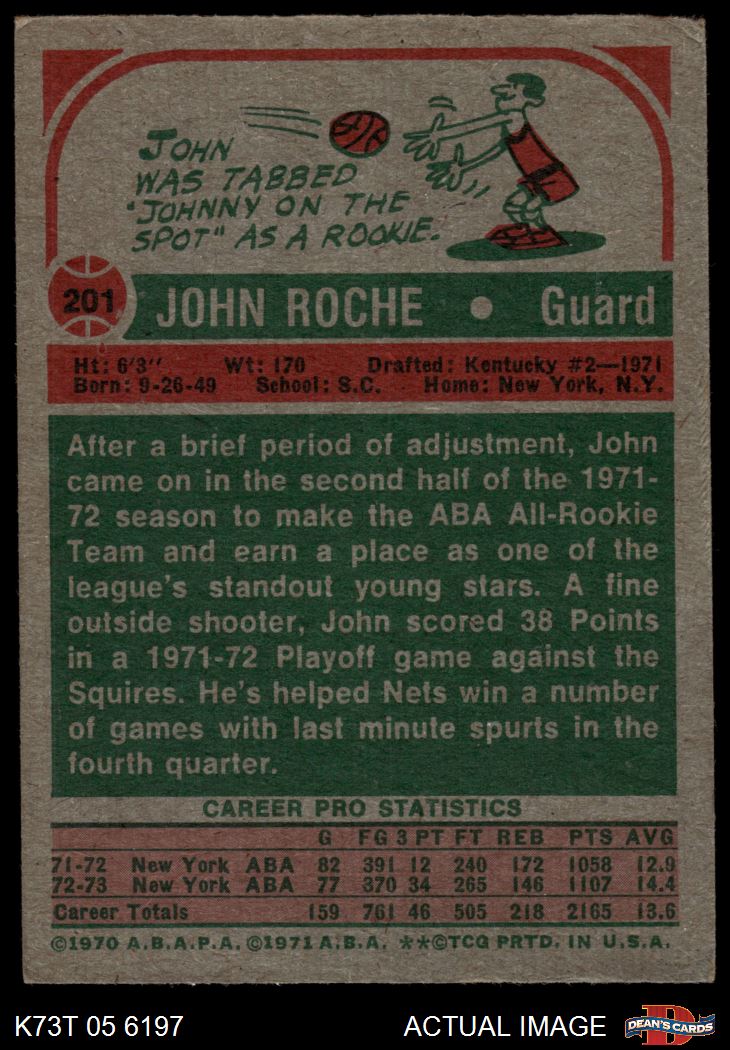 JOHN
WAS TABBED
"JOHNNY ON THE
SPOT" AS A ROOKIE.
201 JOHN ROCHE • Guard
Ht: 6'3" Wt: 170 Drafted: Kentucky #2—1971
Born: 9-26-49 School: S.C. Home: New York, N.Y.
After a brief period of adjustment, John
came on in the second half of the 1971-
72 season to make the ABA All-Rookie
Team and earn a place as one of the
league's standout young stars. A fine
outside shooter, John scored 38 Points
in a 1971-72 Playoff game against the
Squires. He's helped Nets win a number
of games with last minute spurts in the
fourth quarter.
CAREER PRO STATISTICS
G FG 3 PT FT REB PTS AVG
71-72 New York ABA 82 391 12 240 172 1058 12.9
72-73 New York ABA 77 370 34 265 146 1107 14.4
Career Totals 159 761 46 505 218 2165 13.6
©1970 A.B.A.P.A. ©1971 A.B.A. **©TCG PRTD. IN U.S.A.
K73T 05 6197 ACTUAL IMAGE D DEAN'S CARDS